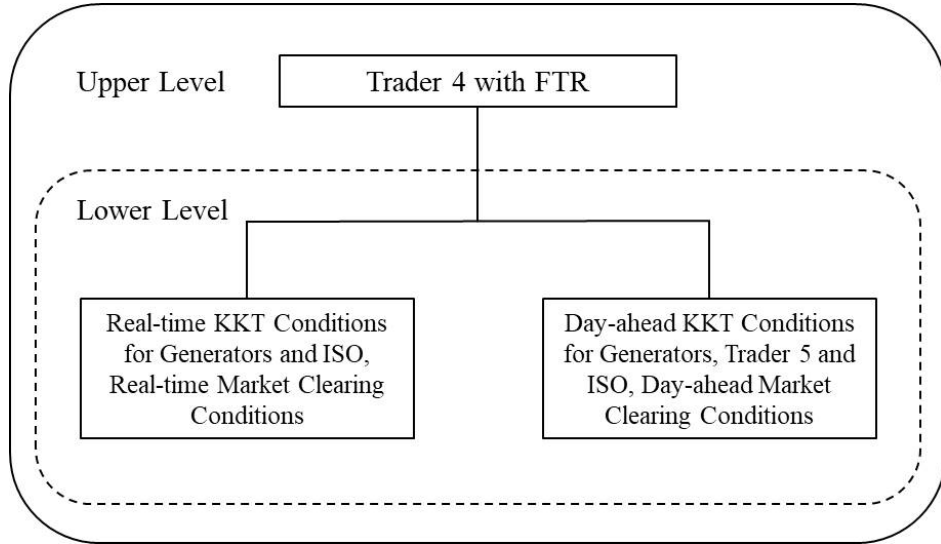 Upper Level
Trader 4 with FTR
Lower Level
Real-time KKT Conditions
for Generators and ISO,
Real-time Market Clearing
Conditions
Day-ahead KKT Conditions
for Generators, Trader 5 and
ISO, Day-ahead Market
Clearing Conditions